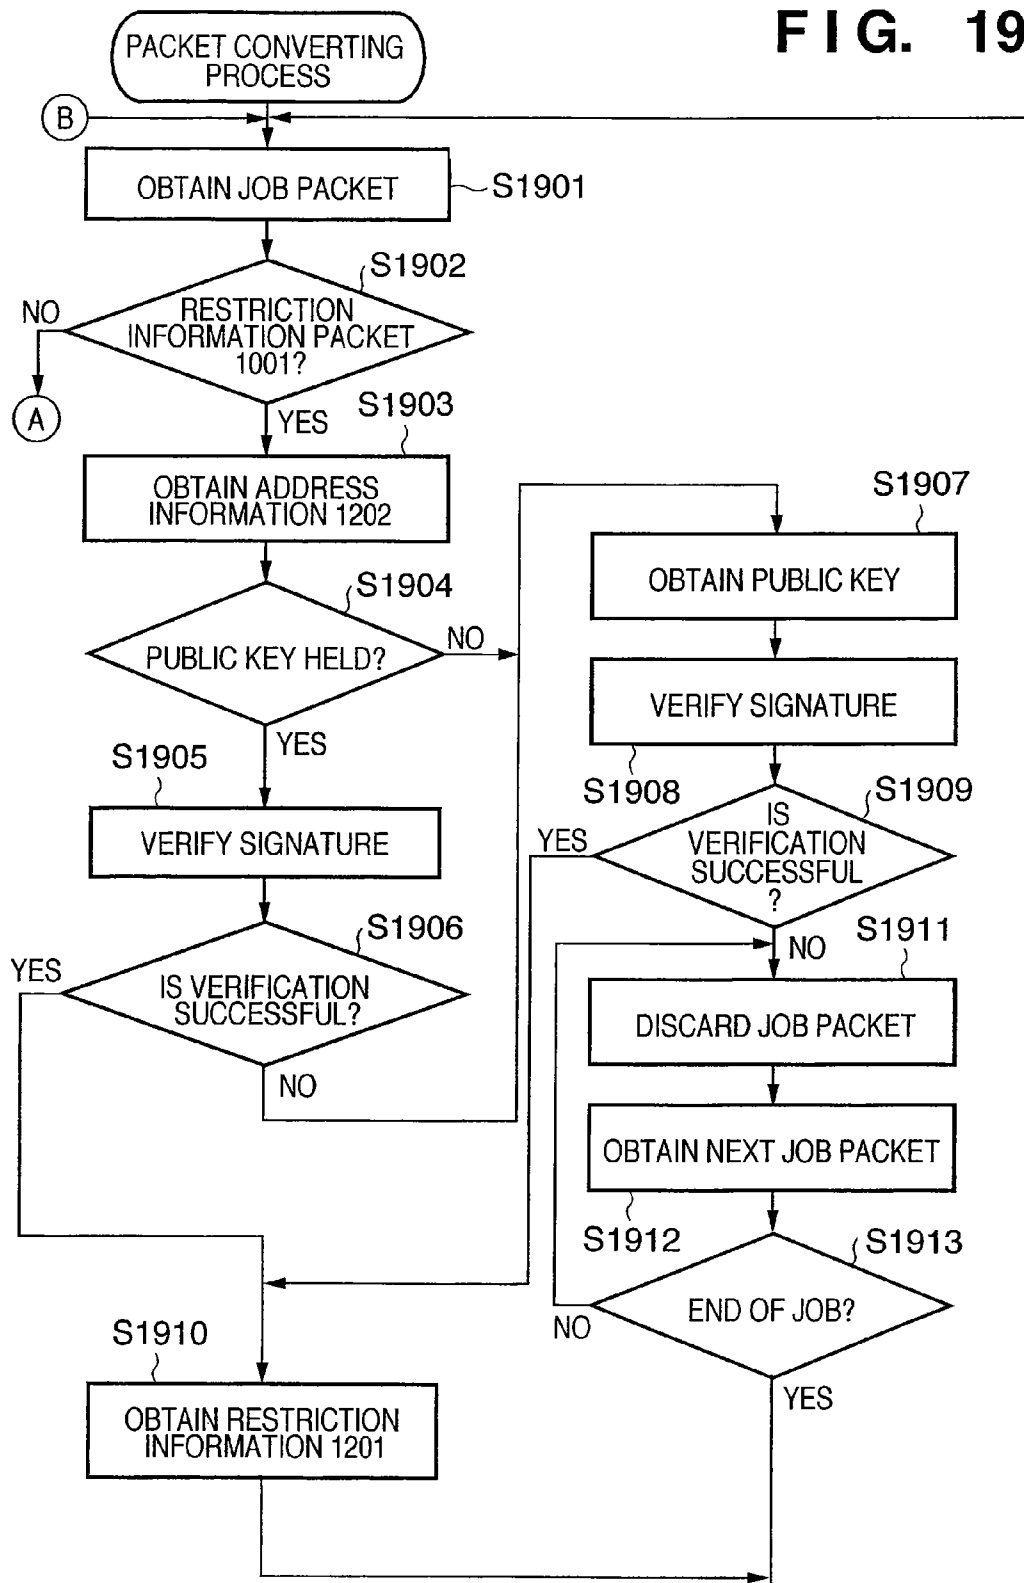 FIG. 19
PACKET CONVERTING
PROCESS
B
OBTAIN JOB PACKET
S1901
S1902
RESTRICTION
INFORMATION PACKET
1001?
NO
A
YES
S1903
OBTAIN ADDRESS
INFORMATION 1202
S1904
PUBLIC KEY HELD?
NO
YES
S1905
VERIFY SIGNATURE
S1906
IS VERIFICATION
SUCCESSFUL?
YES
NO
S1907
OBTAIN PUBLIC KEY
VERIFY SIGNATURE
S1908
S1909
IS
VERIFICATION
SUCCESSFUL
?
YES
NO
S1911
DISCARD JOB PACKET
OBTAIN NEXT JOB PACKET
S1912
S1913
END OF JOB?
NO
YES
S1910
OBTAIN RESTRICTION
INFORMATION 1201